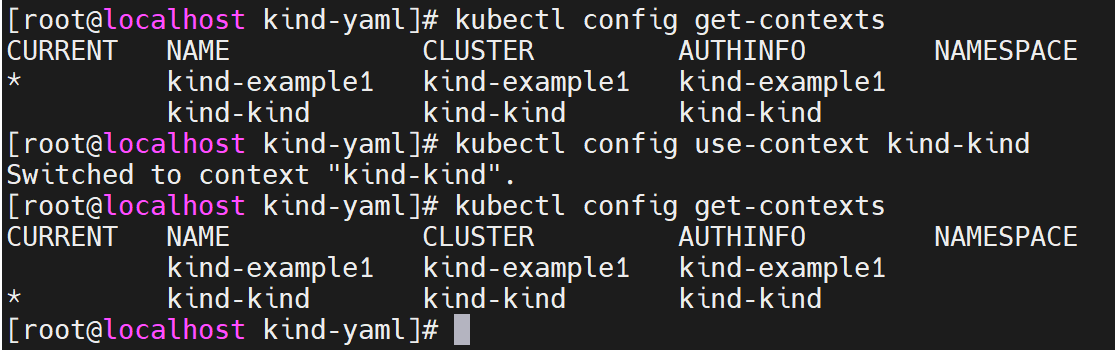 [root@localhost kind-yaml]# kubectl config get-contexts
CURRENT   NAME            CLUSTER         AUTHINFO        NAMESPACE
*         kind-example1   kind-example1   kind-example1
          kind-kind       kind-kind       kind-kind
[root@localhost kind-yaml]# kubectl config use-context kind-kind
Switched to context "kind-kind".
[root@localhost kind-yaml]# kubectl config get-contexts
CURRENT   NAME            CLUSTER         AUTHINFO        NAMESPACE
          kind-example1   kind-example1   kind-example1
*         kind-kind       kind-kind       kind-kind
[root@localhost kind-yaml]#